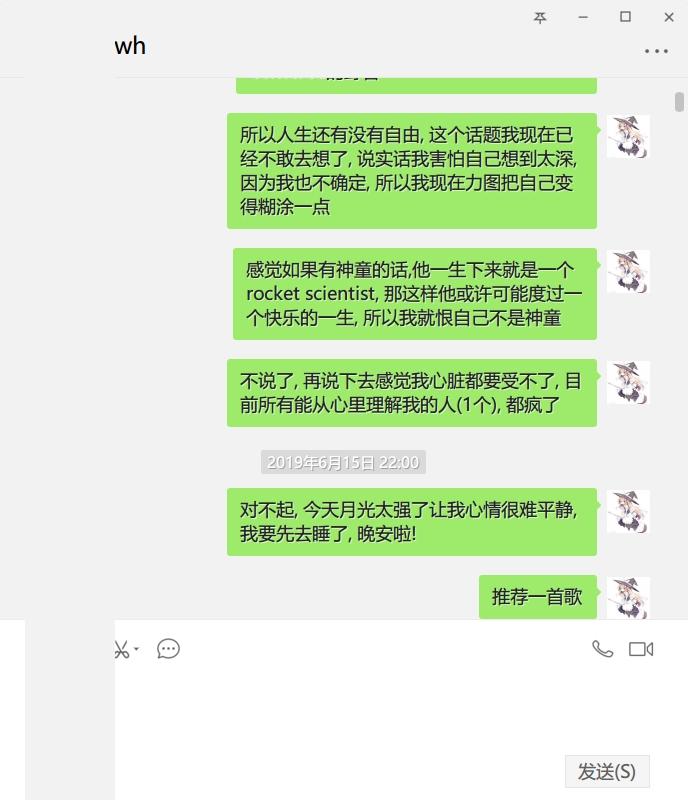 wh
所以人生还有没有自由, 这个话题我现在已
经不敢去想了, 说实话我害怕自己想到太深,
因为我也不确定, 所以我现在力图把自己变
得糊涂一点
感觉如果有神童的话,他一生下来就是一个
rocket scientist, 那这样他或许可能度过一
个快乐的一生, 所以我就恨自己不是神童
不说了, 再说下去感觉我心脏都要受不了, 目
前所有能从心里理解我的人(1个), 都疯了
2019年6月15日 22:00
对不起, 今天月光太强了让我心情很难平静,
我要先去睡了, 晚安啦!
推荐一首歌
发送(S)